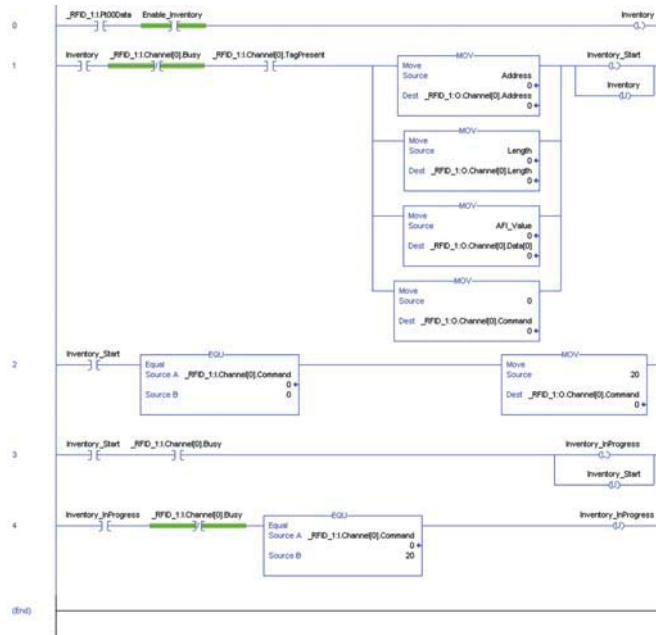 _RFID_1:I.Pt00Data Enable_Inventory Inventory
0 L
Inventory _RFID_1:I.Channel[0].Busy _RFID_1:I.Channel[0].TagPresent MOV Inventory_Start
1 Move L
Source Address
0
Dest _RFID_1:O.Channel[0].Address
0
Inventory
U
MOV
Move
Source Length
0
Dest _RFID_1:O.Channel[0].Length
0
MOV
Move
Source AFI_Value
0
Dest _RFID_1:O.Channel[0].Data[0]
0
MOV
Move
Source 0
Dest _RFID_1:O.Channel[0].Command
0
Inventory_Start EQU MOV
2 Equal Move
Source A _RFID_1:I.Channel[0].Command Source 20
0
Source B 0 Dest _RFID_1:O.Channel[0].Command
0
Inventory_Start _RFID_1:I.Channel[0].Busy Inventory_InProgress
3 L
Inventory_Start
U
Inventory_InProgress _RFID_1:I.Channel[0].Busy EQU Inventory_InProgress
4 Equal U
Source A _RFID_1:I.Channel[0].Command
0
Source B 20
(End)